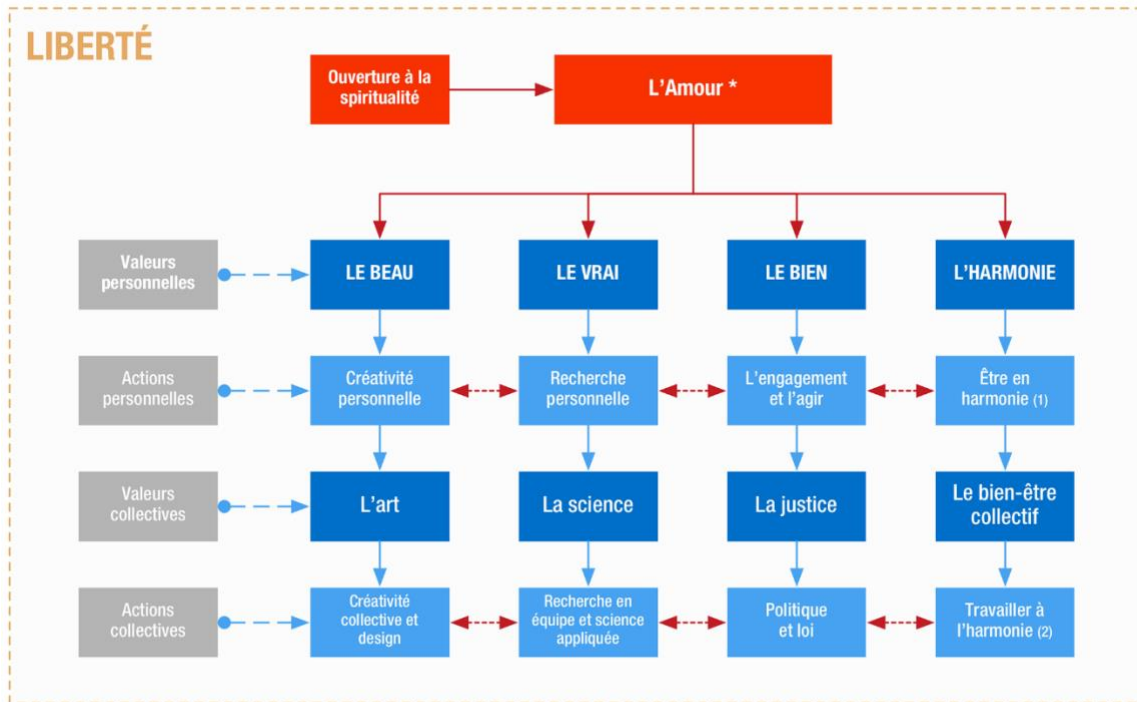 LIBERTÉ
Ouverture à la
spiritualité
L'Amour *
Valeurs
personnelles
LE BEAU
LE VRAI
LE BIEN
L'HARMONIE
Actions
personnelles
Créativité
personnelle
Recherche
personnelle
L'engagement
et l'agir
Être en
harmonie (1)
Valeurs
collectives
L'art
La science
La justice
Le bien-être
collectif
Actions
collectives
Créativité
collective et
design
Recherche en
équipe et science
appliquée
Politique
et loi
Travailler à
l'harmonie (2)